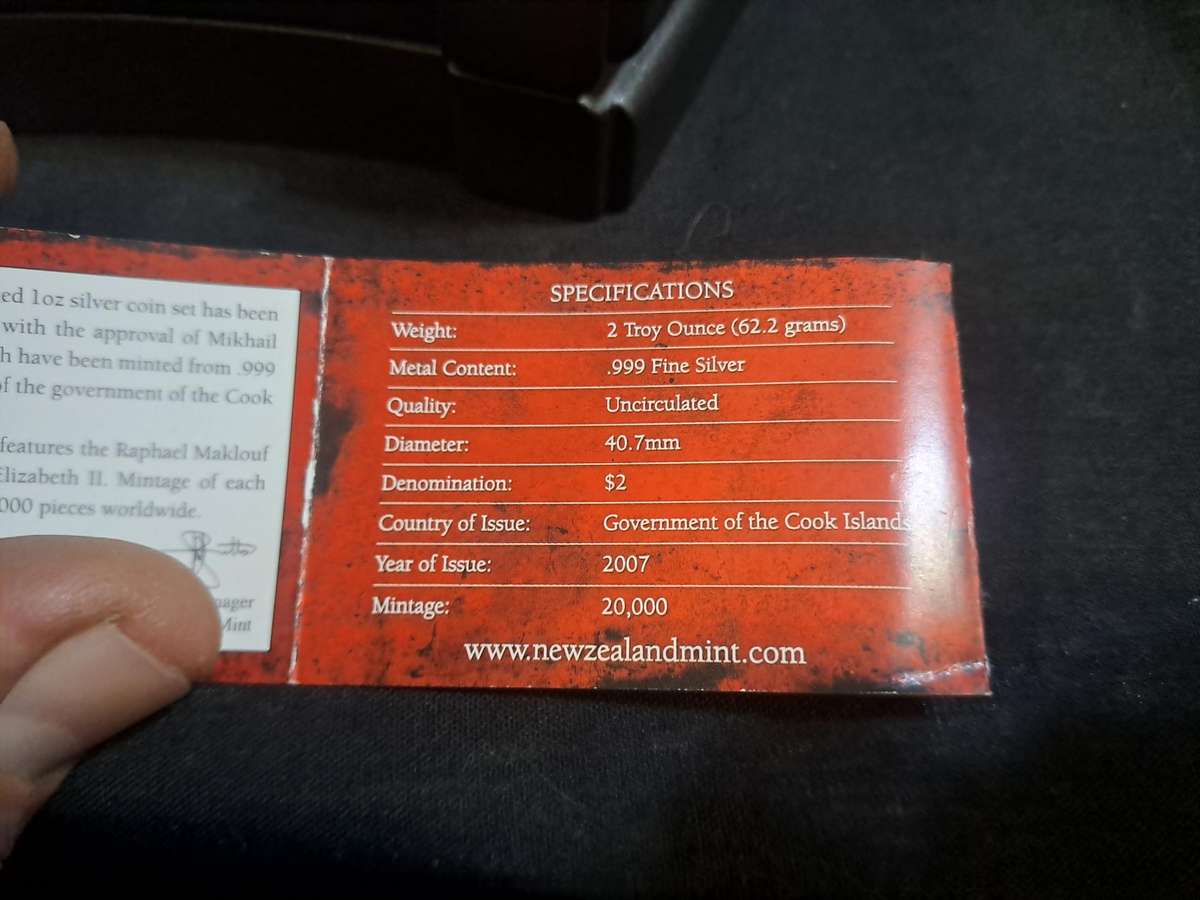 ed 1oz silver coin set has been
with the approval of Mikhail
h have been minted from .999
of the government of the Cook
features the Raphael Maklouf
Elizabeth II. Mintage of each
000 pieces worldwide.
nager
Mint
SPECIFICATIONS
Weight: 2 Troy Ounce (62.2 grams)
Metal Content: .999 Fine Silver
Quality: Uncirculated
Diameter: 40.7mm
Denomination: $2
Country of Issue: Government of the Cook Islands
Year of Issue: 2007
Mintage: 20,000
www.newzealandmint.com